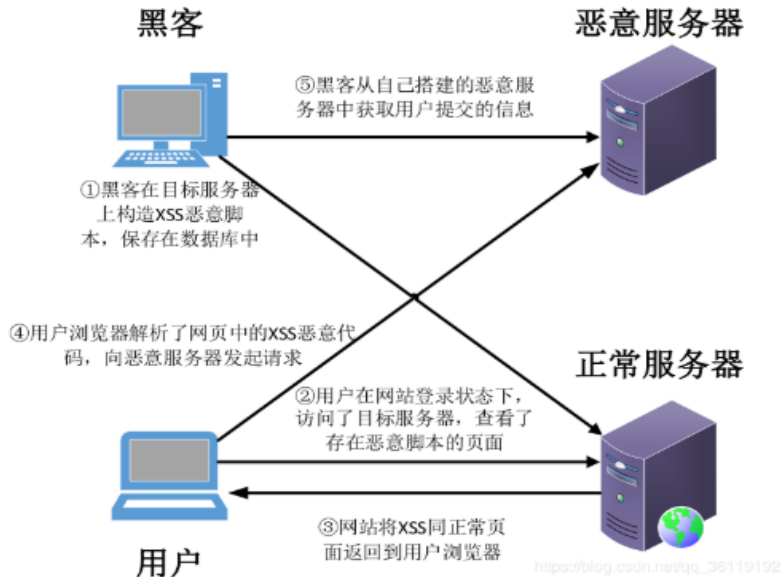 黑客
恶意服务器
⑤黑客从自己搭建的恶意服
务器中获取用户提交的信息
①黑客在目标服务器
上构造XSS恶意脚
本，保存在数据库中
④用户浏览器解析了网页中的XSS恶意代
码，向恶意服务器发起请求
正常服务器
②用户在网站登录状态下，
访问了目标服务器，查看了
存在恶意脚本的页面
③网站将XSS同正常页
面返回到用户浏览器
用户
https://blog.csdn.net/qq_36119192